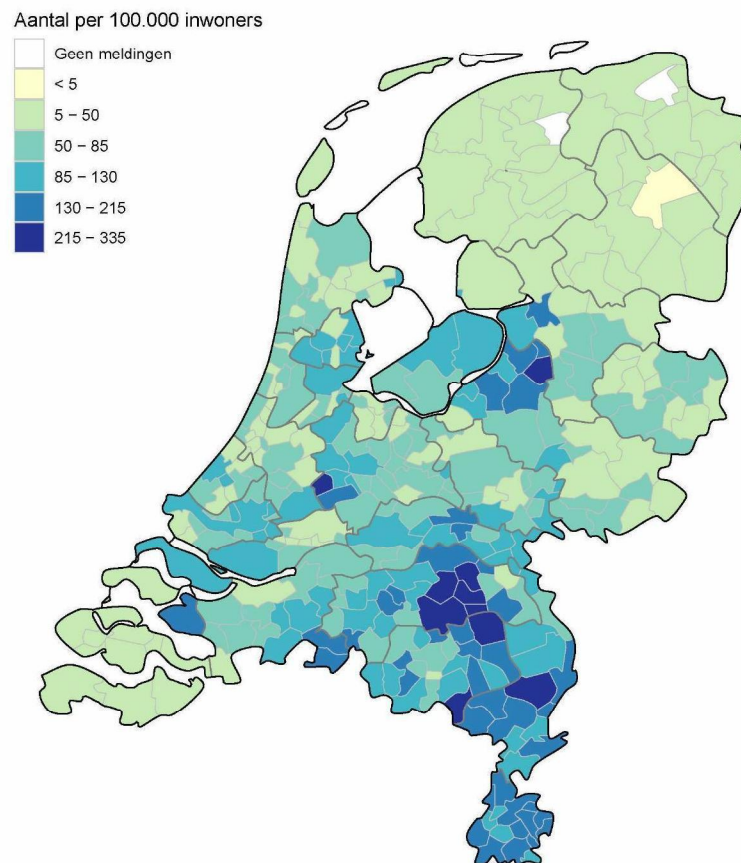 Aantal per 100.000 inwoners
Geen meldingen
< 5
5 – 50
50 – 85
85 – 130
130 – 215
215 – 335